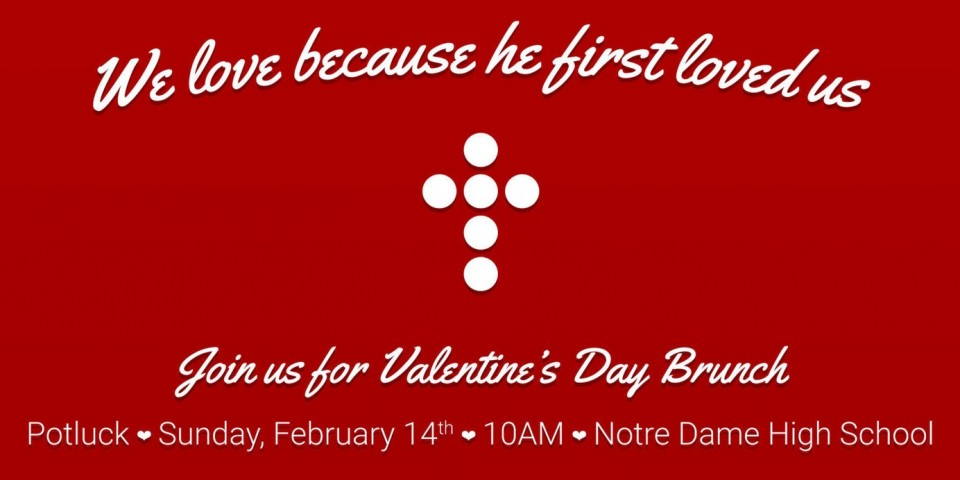 We love because he first loved us
Join us for Valentine's Day Brunch
Potluck ❤ Sunday, February 14th ❤ 10AM ❤ Notre Dame High School